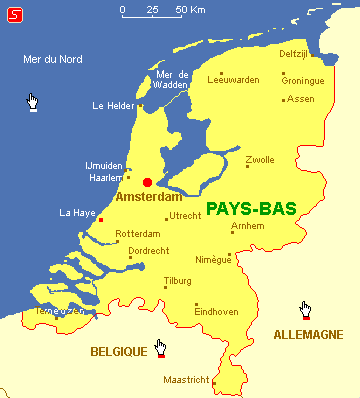 S
0 25 50 Km
Deltzijl
Mer du Nord
Mer de
Wadden
Leeuwarden
Groningue
Le Helder
Assen
IJmuiden
Haarlem
Zwolle
Amsterdam
La Haye
Utrecht
PAYS-BAS
Rotterdam
Arnhem
Dordrecht
Nimègue
Tilburg
Terneuzen
Eindhoven
ALLEMAGNE
BELGIQUE
Maastricht